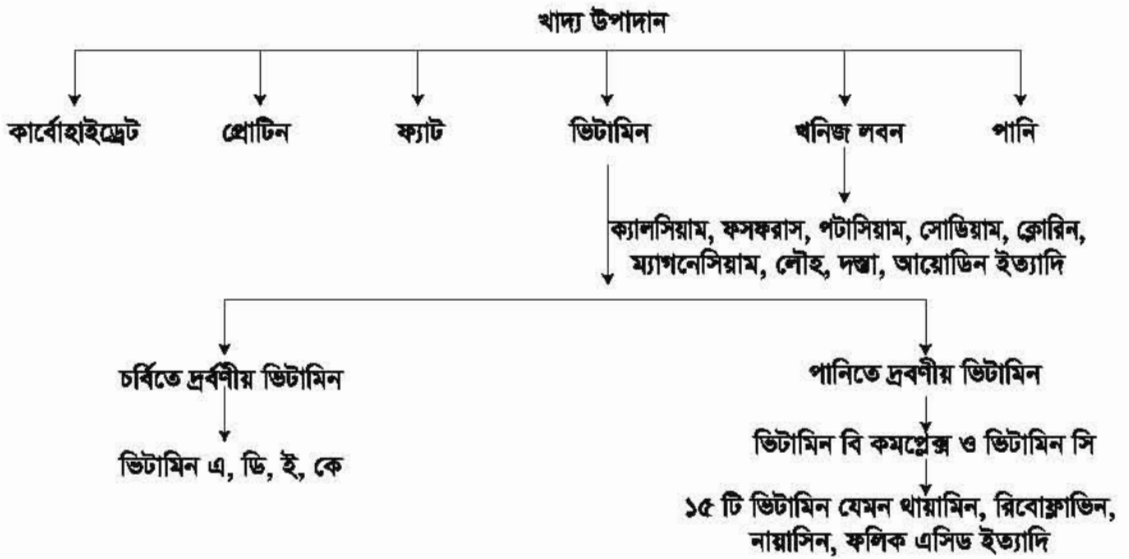 খাদ্য উপাদান
কার্বোহাইড্রেট প্রোটিন ফ্যাট ভিটামিন খনিজ লবন পানি
ক্যালসিয়াম, ফসফরাস, পটাসিয়াম, সোডিয়াম, ক্লোরিন,
ম্যাগনেসিয়াম, লৌহ, দস্তা, আয়োডিন ইত্যাদি
চর্বিতে দ্রবণীয় ভিটামিন
ভিটামিন এ, ডি, ই, কে
পানিতে দ্রবণীয় ভিটামিন
ভিটামিন বি কমপ্লেক্স ও ভিটামিন সি
১৫ টি ভিটামিন যেমন থায়ামিন, রিবোফ্লাভিন,
নায়াসিন, ফলিক এসিড ইত্যাদি